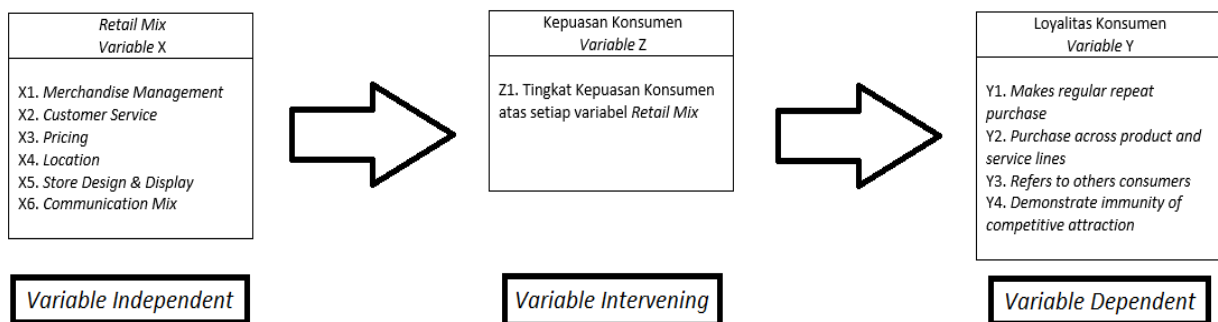 Retail Mix
Variable X
X1. Merchandise Management
X2. Customer Service
X3. Pricing
X4. Location
X5. Store Design & Display
X6. Communication Mix
Variable Independent
Kepuasan Konsumen
Variable Z
Z1. Tingkat Kepuasan Konsumen
atas setiap variabel Retail Mix
Variable Intervening
Loyalitas Konsumen
Variable Y
Y1. Makes regular repeat
purchase
Y2. Purchase across product and
service lines
Y3. Refers to others consumers
Y4. Demonstrate immunity of
competitive attraction
Variable Dependent